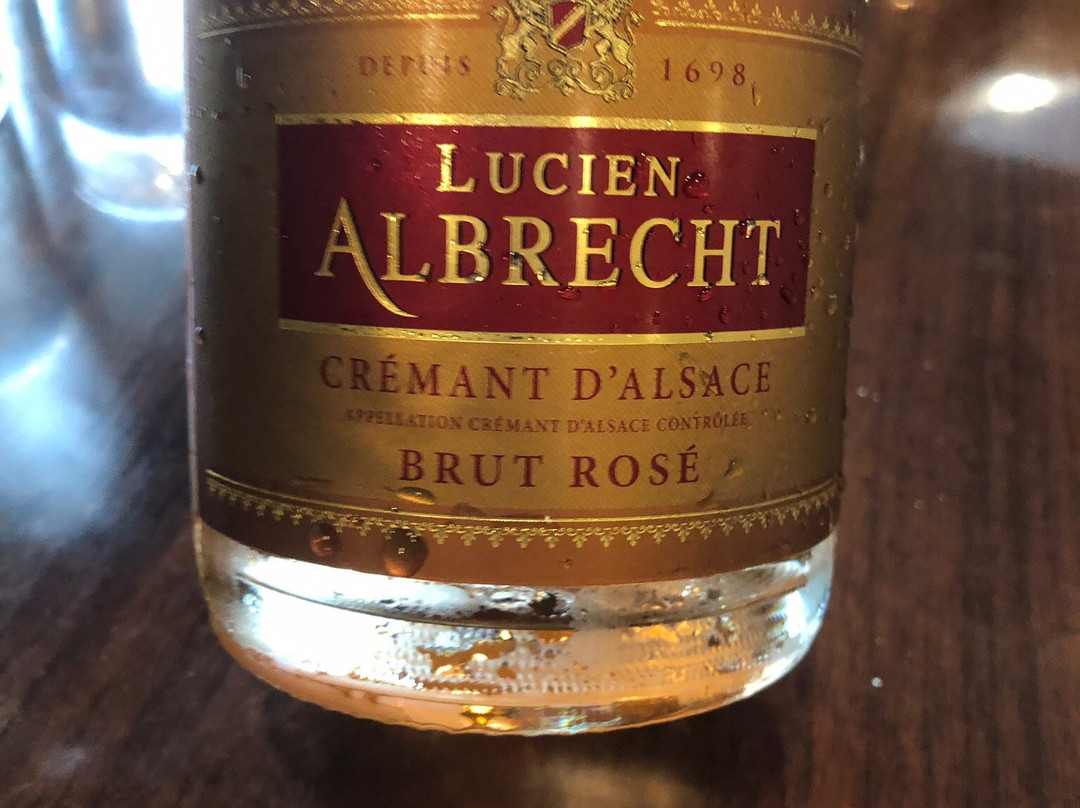 DEPUIS 1698
LUCIEN
ALBRECHT
CRÉMANT D'ALSACE
APPELLATION CRÉMANT D'ALSACE CONTRÔLÉE
BRUT ROSÉ